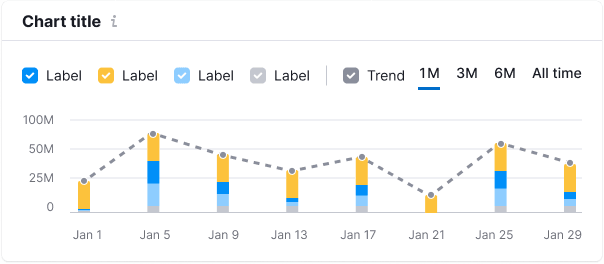 Chart title i
Label Label Label Label Trend 1M 3M 6M All time
100M
50M
25M
0
Jan 1 Jan 5 Jan 9 Jan 13 Jan 17 Jan 21 Jan 25 Jan 29